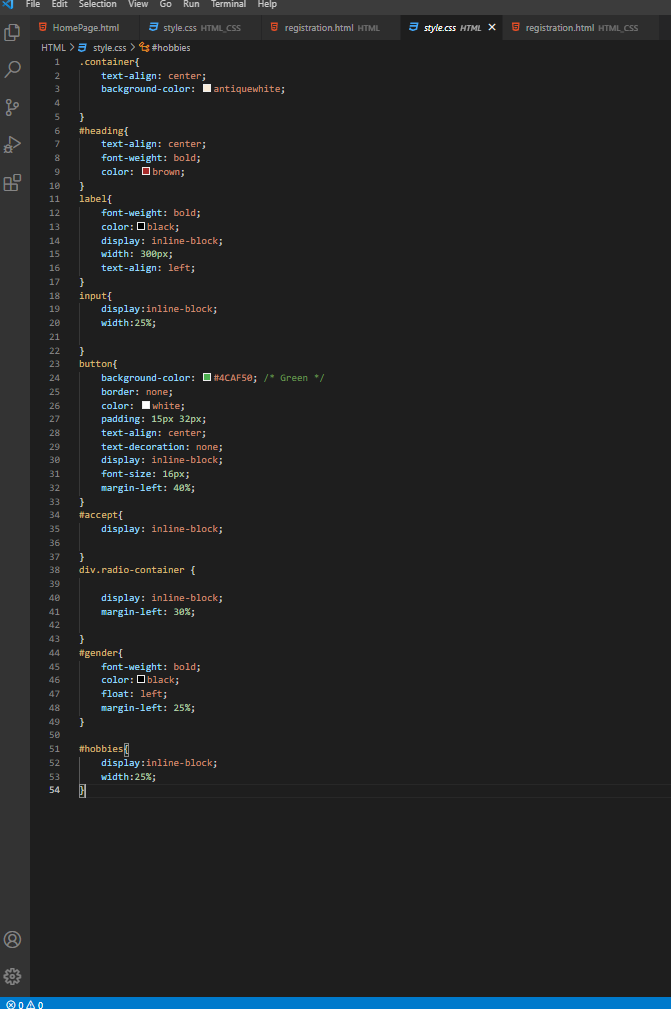 File Edit Selection View Go Run Terminal Help
HomePage.html style.css HTML_CSS registration.html HTML style.css HTML registration.html HTML_CSS
HTML > style.css > #hobbies
1 .container{
2 text-align: center;
3 background-color: antiquewhite;
4
5 }
6 #heading{
7 text-align: center;
8 font-weight: bold;
9 color: brown;
10 }
11 label{
12 font-weight: bold;
13 color:black;
14 display: inline-block;
15 width: 300px;
16 text-align: left;
17 }
18 input{
19 display:inline-block;
20 width:25%;
21
22 }
23 button{
24 background-color: #4CAF50; /* Green */
25 border: none;
26 color: white;
27 padding: 15px 32px;
28 text-align: center;
29 text-decoration: none;
30 display: inline-block;
31 font-size: 16px;
32 margin-left: 40%;
33 }
34 #accept{
35 display: inline-block;
36
37 }
38 div.radio-container {
39
40 display: inline-block;
41 margin-left: 30%;
42
43 }
44 #gender{
45 font-weight: bold;
46 color:black;
47 float: left;
48 margin-left: 25%;
49 }
50
51 #hobbies{
52 display:inline-block;
53 width:25%;
54 }
0 0